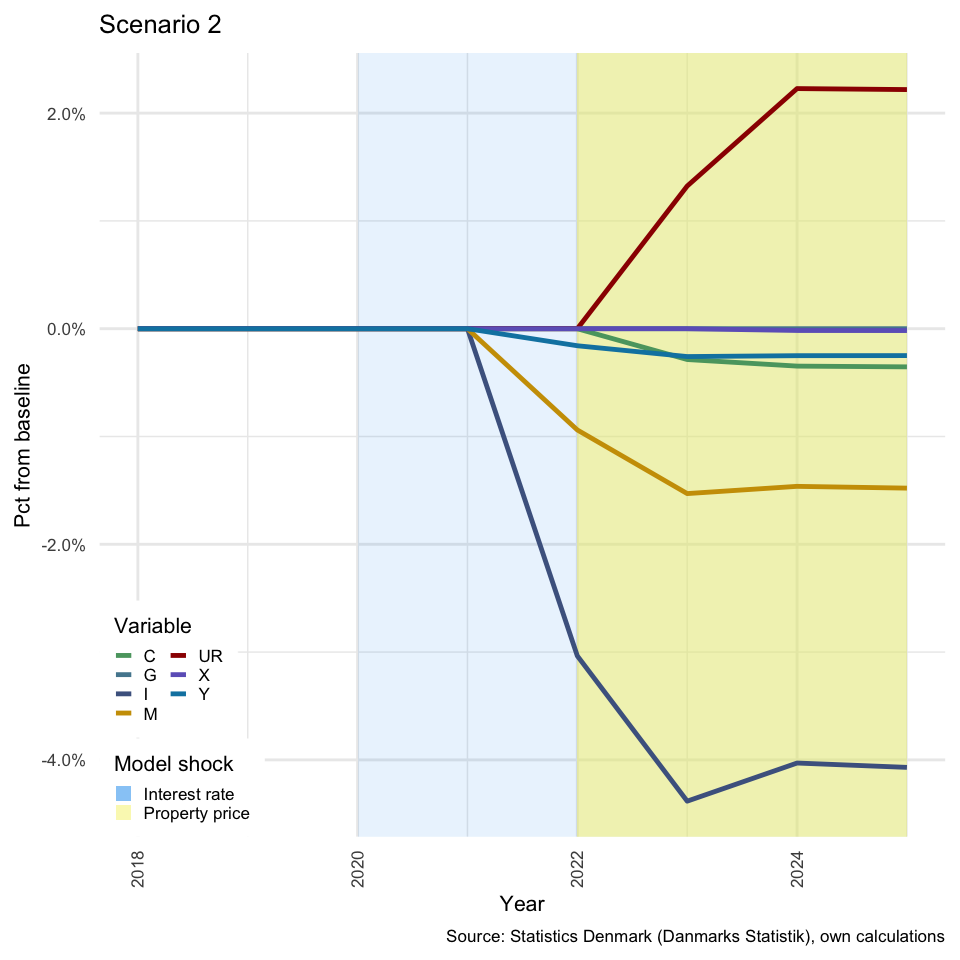 Scenario 2
2.0%
0.0%
-2.0%
-4.0%
Pct from baseline
Variable
C UR
G X
I Y
M
Model shock
Interest rate
Property price
2018 2020 2022 2024
Year
Source: Statistics Denmark (Danmarks Statistik), own calculations